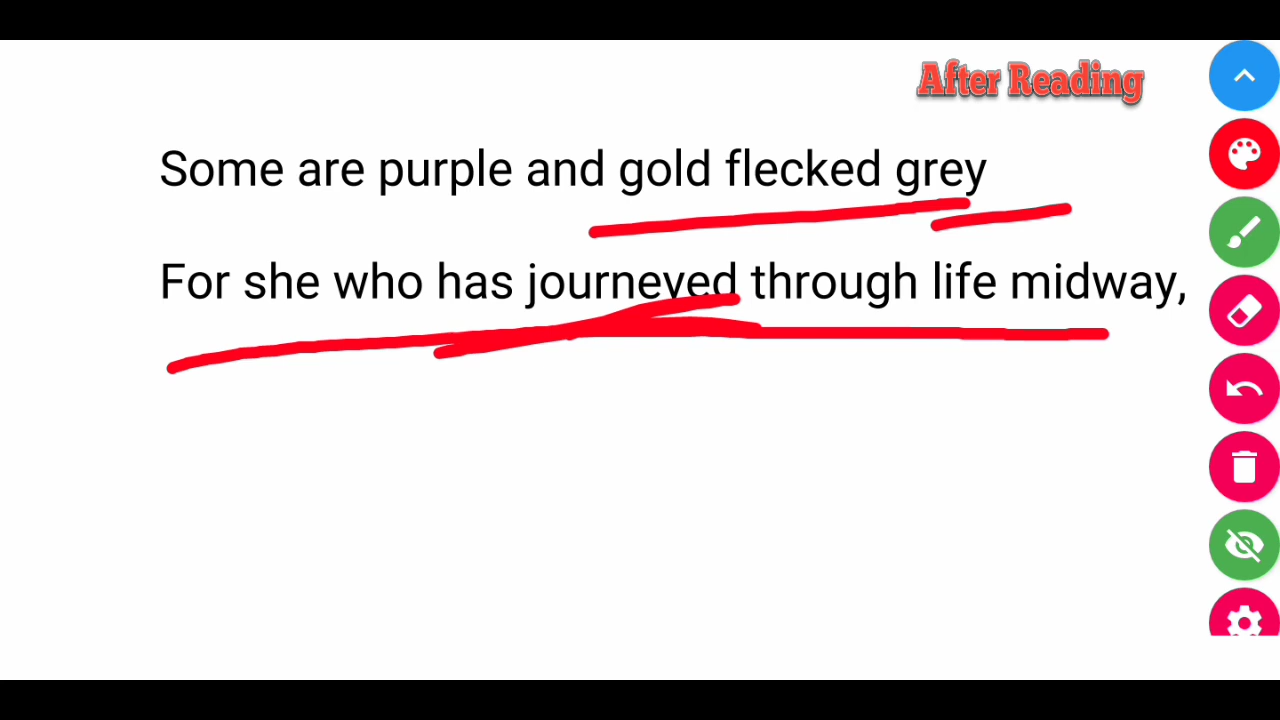 After Reading
Some are purple and gold flecked grey
For she who has journeyed through life midway,